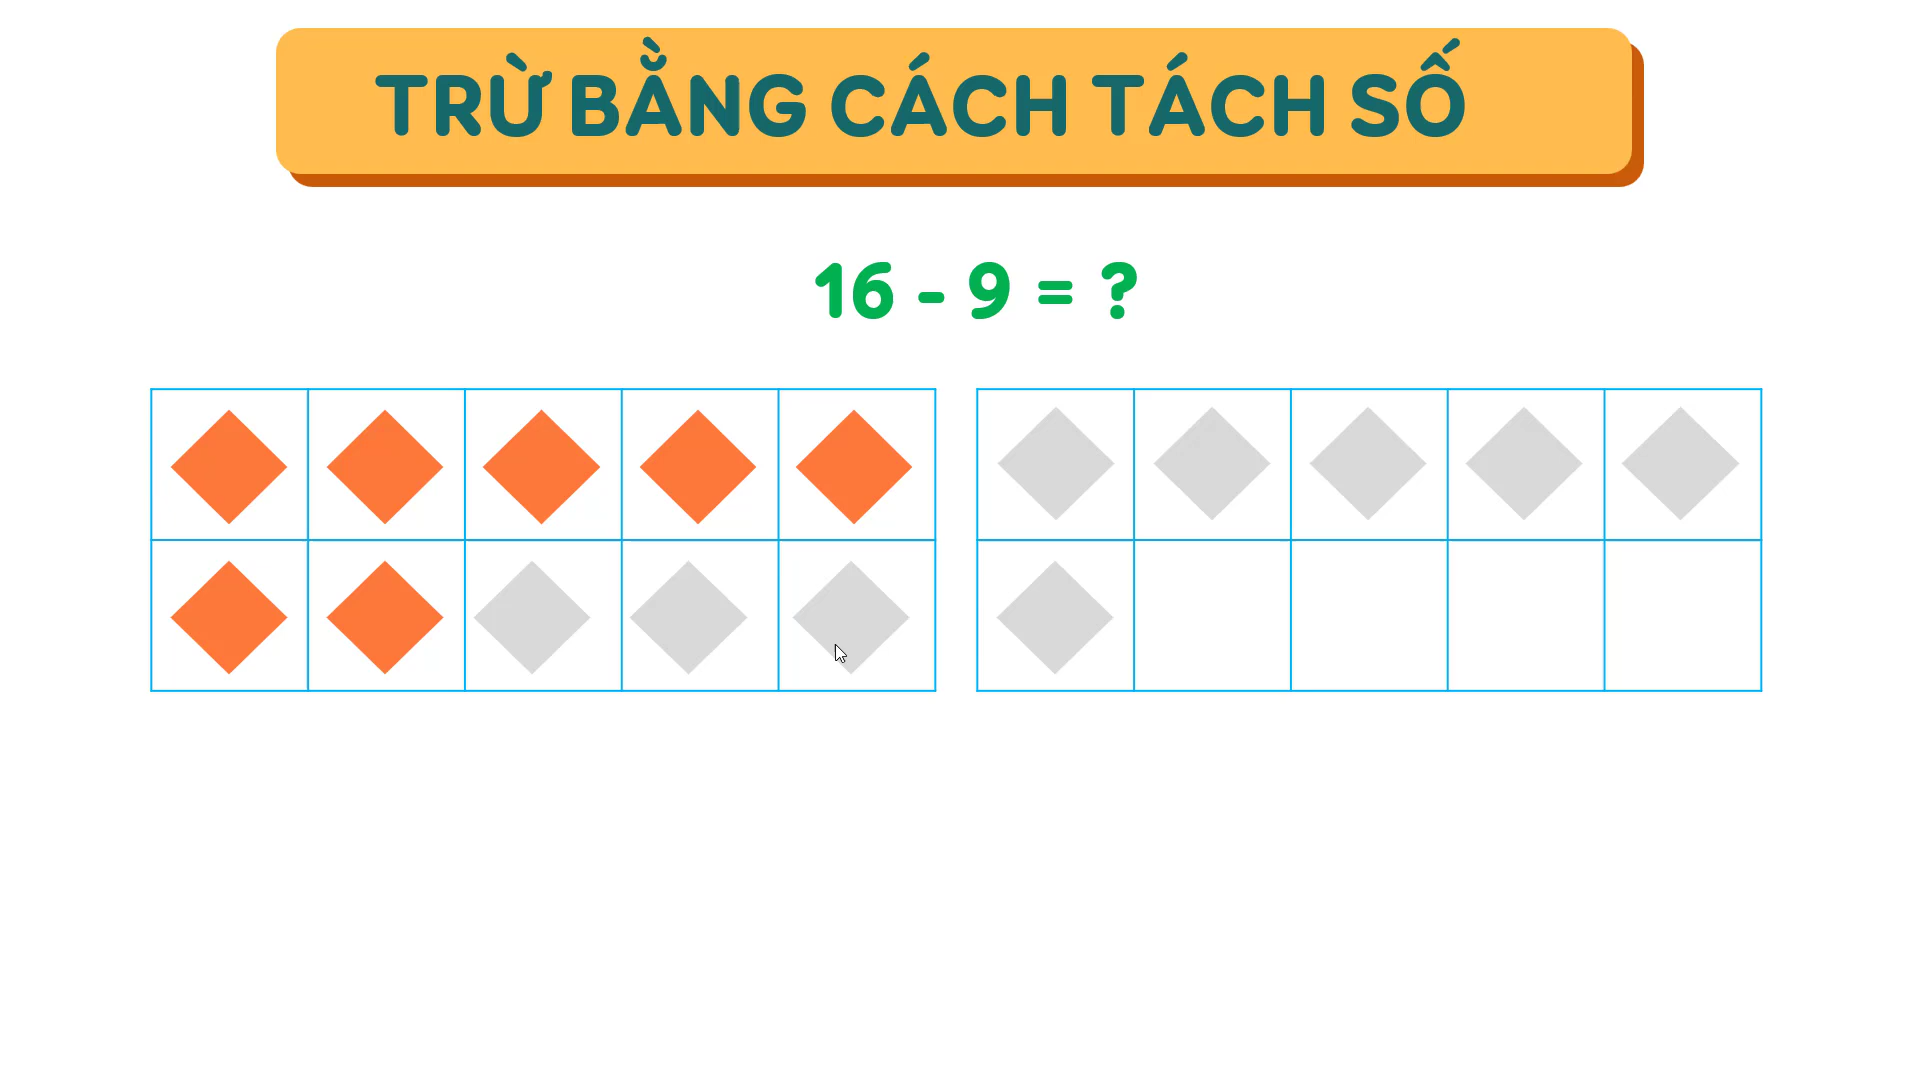 TRỪ BẰNG CÁCH TÁCH SỐ
16 - 9 = ?